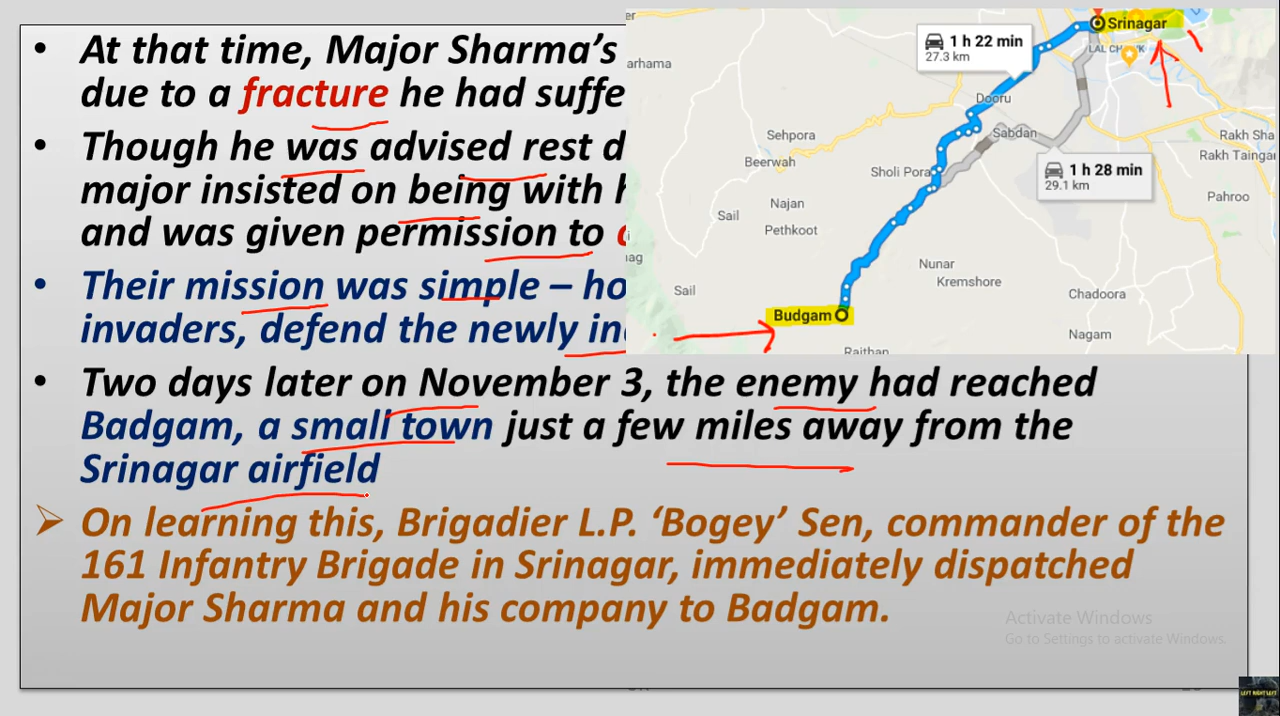 • At that time, Major Sharma's
due to a fracture he had suffe
• Though he was advised rest d
major insisted on being with h
and was given permission to
• Their mission was simple – ho
invaders, defend the newly in
• Two days later on November 3, the enemy had reached
Badgam, a small town just a few miles away from the
Srinagar airfield
➢ On learning this, Brigadier L.P. 'Bogey' Sen, commander of the
161 Infantry Brigade in Srinagar, immediately dispatched
Major Sharma and his company to Badgam.
Srinagar
1 h 22 min
27.3 km
LAL CHOWK
arhama
Dooru
Sehpora
Sabdan
Rakh Sha
Beerwah
Rakh Tainga
Sholi Pora
1 h 28 min
29.1 km
Pahroo
Najan
Sail
Pethkoot
nag
Nunar
Kremshore
Sail
Chadoora
Budgam
Nagam
Raithan
Activate Windows
Go to Settings to activate Windows.
LEFT RIGHT LEFT